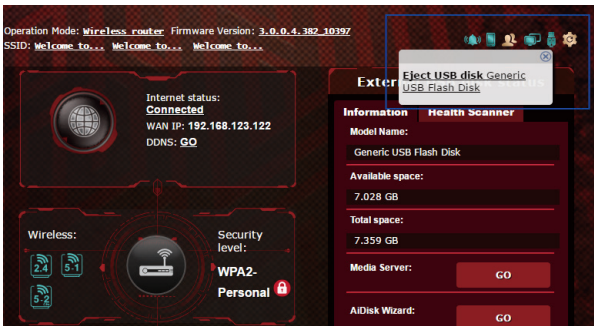 Operation Mode: Wireless router Firmware Version: 3.0.0.4.382_10397
SSID: Welcome to... Welcome to... Welcome to...
Eject USB disk Generic
USB Flash Disk
Internet status:
Connected
WAN IP: 192.168.123.122
DDNS: GO
Wireless:
2.4
5-1
5-2
Security
level:
WPA2-
Personal
Information Health Scanner
Model Name:
Generic USB Flash Disk
Available space:
7.028 GB
Total space:
7.359 GB
Media Server:
GO
AiDisk Wizard:
GO